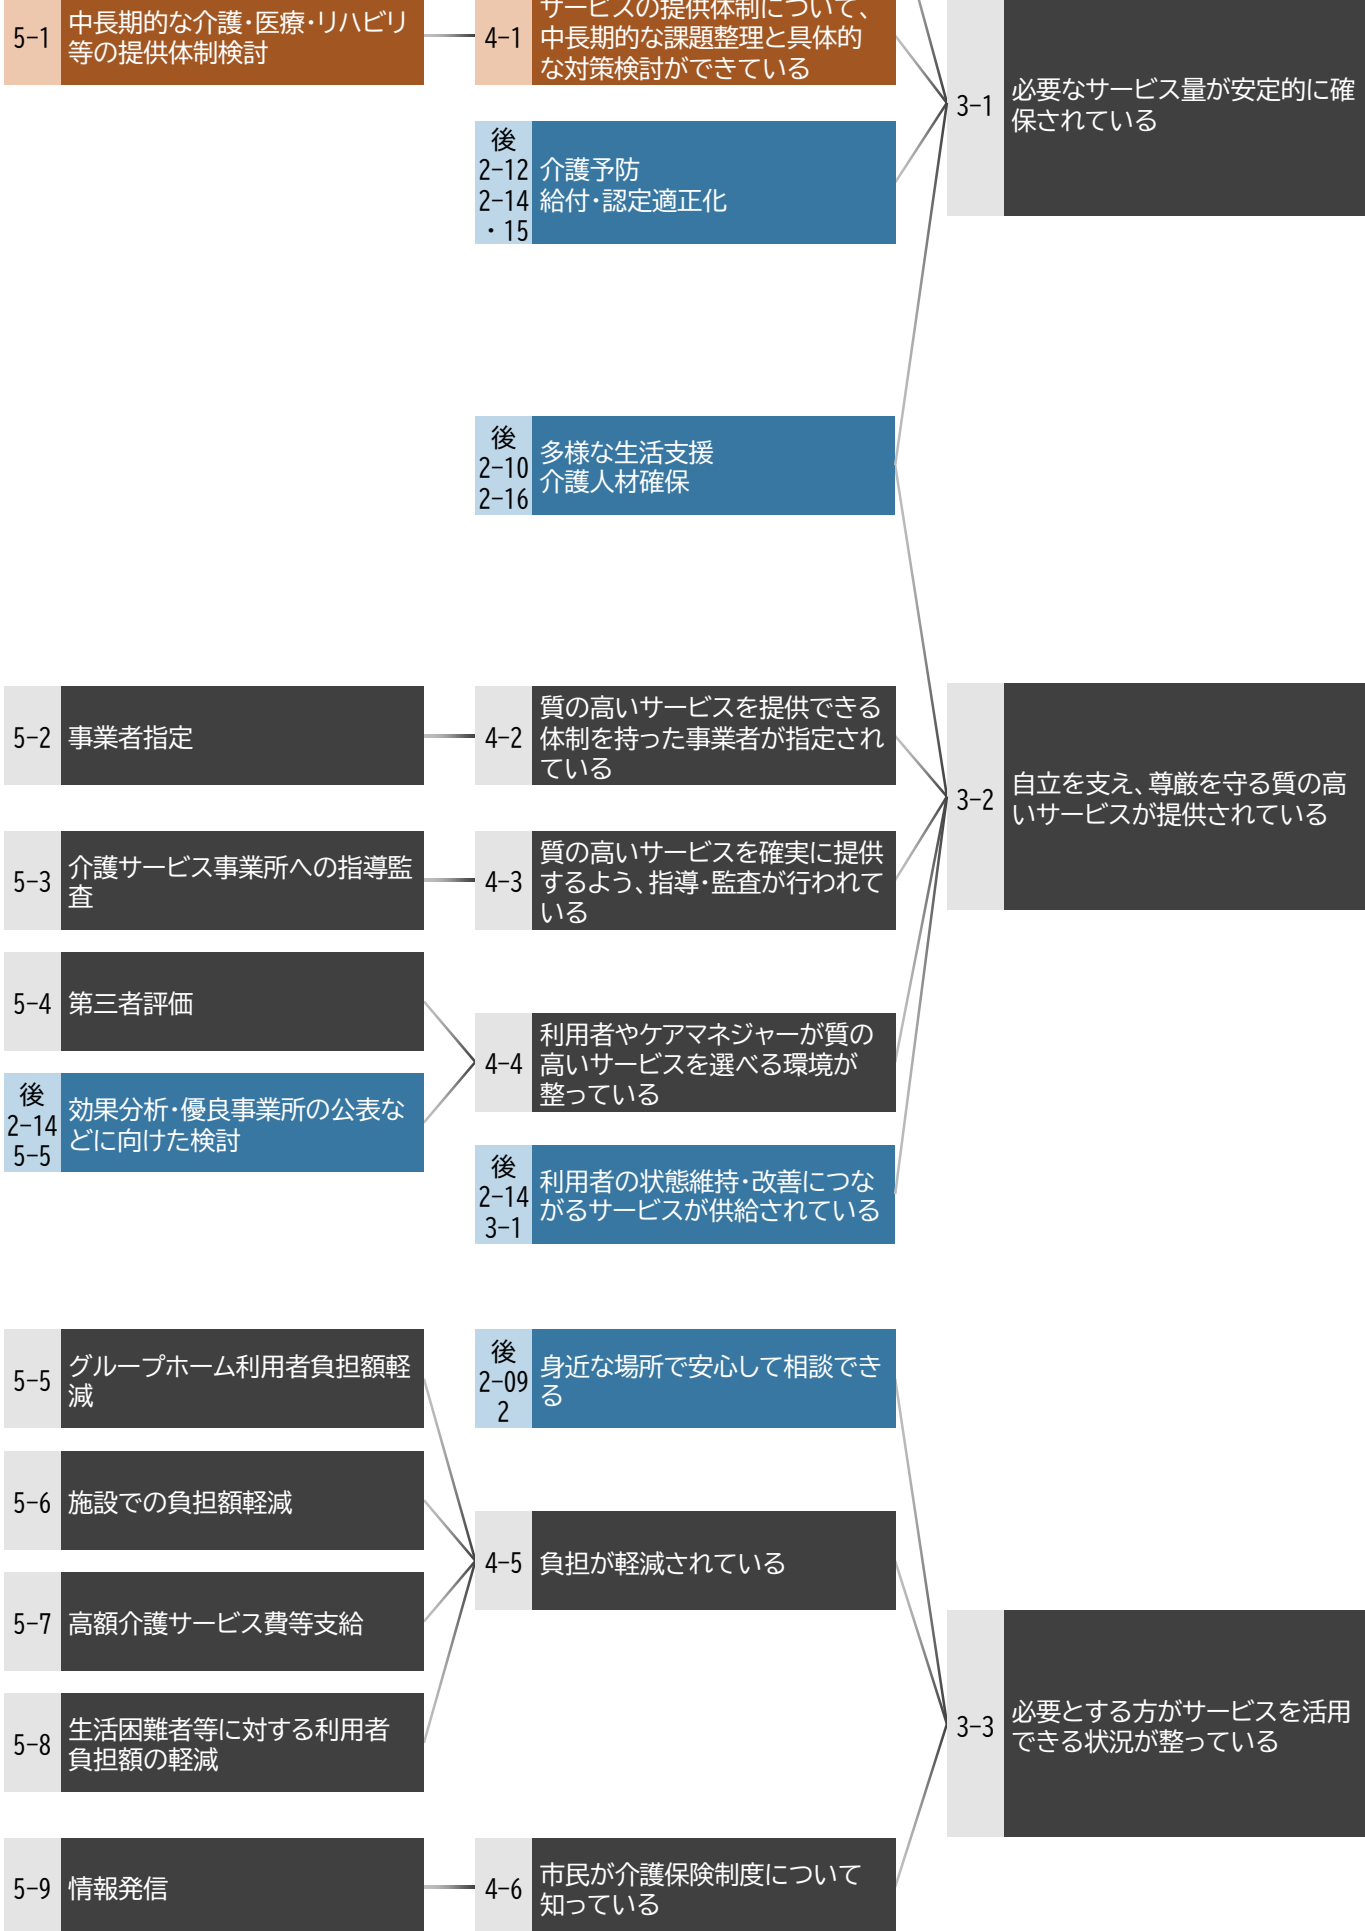 5-1
中長期的な介護・医療・リハビリ
等の提供体制検討
4-1
サービスの提供体制について、
中長期的な課題整理と具体的
な対策検討ができている
3-1
必要なサービス量が安定的に確
保されている
後
2-12
2-14
・15
介護予防
給付・認定適正化
後
2-10
2-16
多様な生活支援
介護人材確保
5-2
事業者指定
4-2
質の高いサービスを提供できる
体制を持った事業者が指定され
ている
3-2
自立を支え、尊厳を守る質の高
いサービスが提供されている
5-3
介護サービス事業所への指導監
査
4-3
質の高いサービスを確実に提供
するよう、指導・監査が行われて
いる
5-4
第三者評価
4-4
利用者やケアマネジャーが質の
高いサービスを選べる環境が
整っている
後
2-14
5-5
効果分析・優良事業所の公表な
どに向けた検討
後
2-14
3-1
利用者の状態維持・改善につな
がるサービスが供給されている
5-5
グループホーム利用者負担額軽
減
後
2-09
2
身近な場所で安心して相談でき
る
5-6
施設での負担額軽減
4-5
負担が軽減されている
5-7
高額介護サービス費等支給
5-8
生活困難者等に対する利用者
負担額の軽減
3-3
必要とする方がサービスを活用
できる状況が整っている
5-9
情報発信
4-6
市民が介護保険制度について
知っている